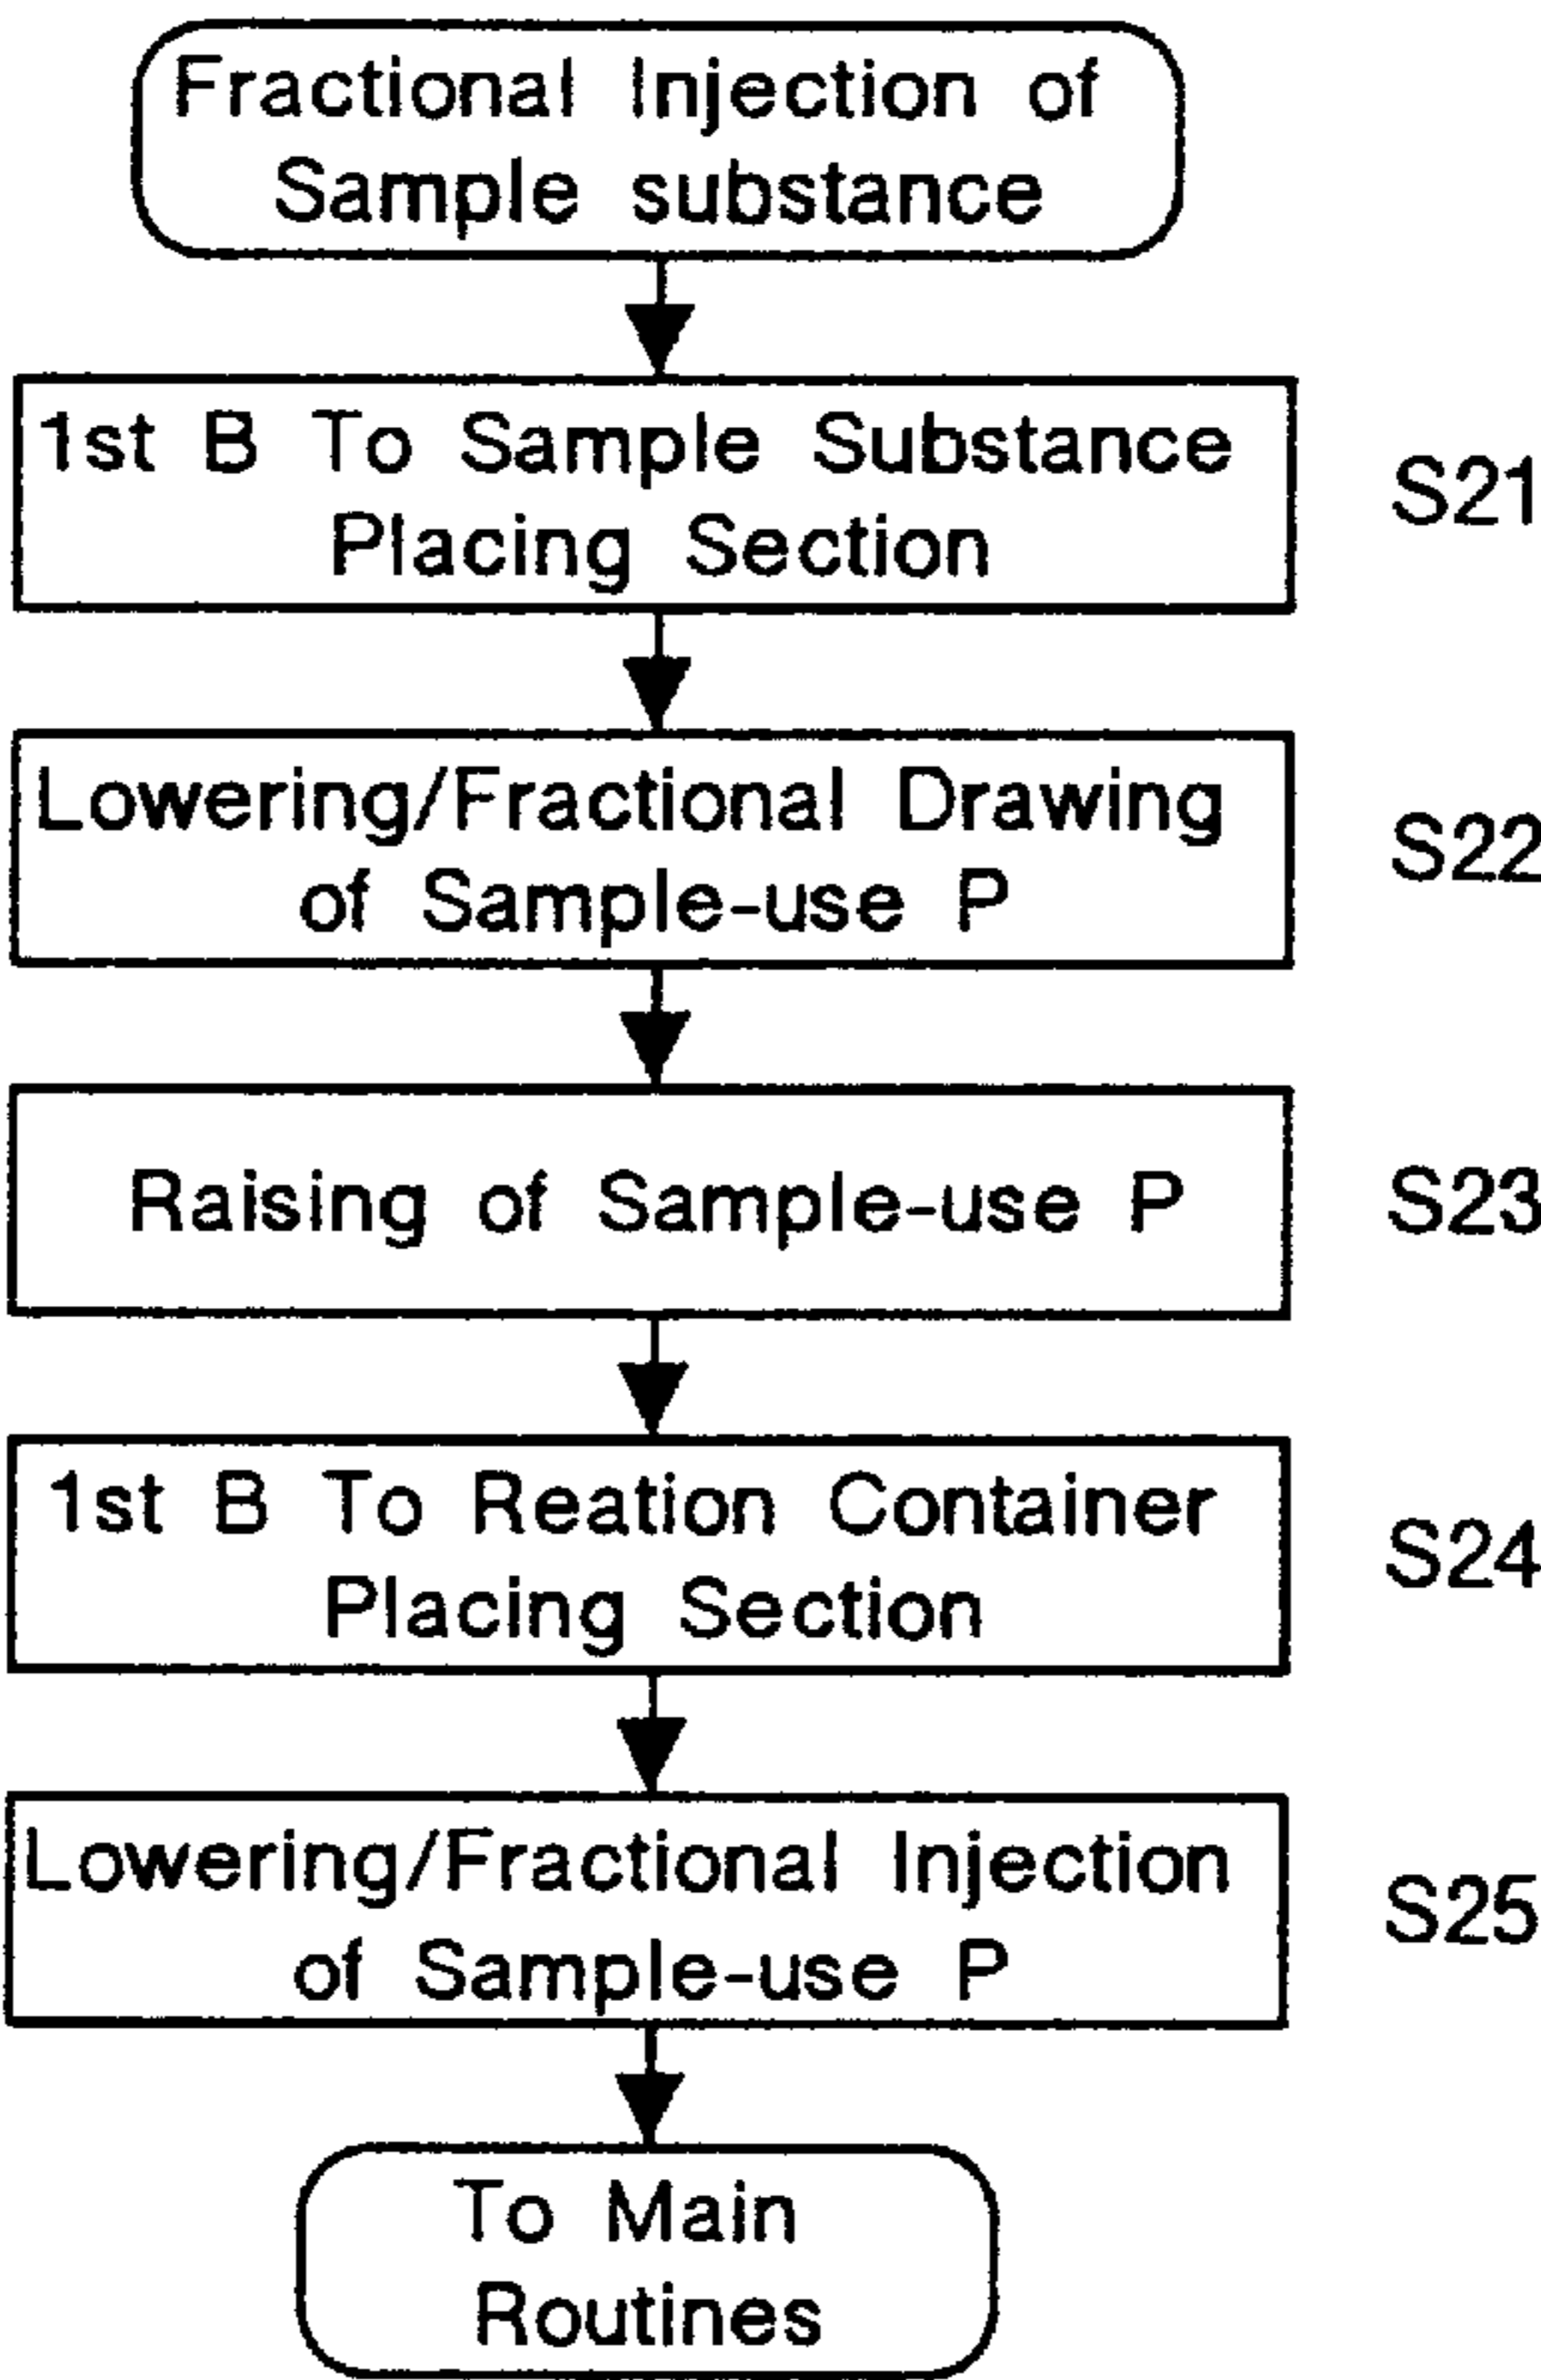 Fractional Injection of
Sample substance
1st B To Sample Substance
Placing Section
S21
Lowering/Fractional Drawing
of Sample-use P
S22
Raising of Sample-use P
S23
1st B To Reation Container
Placing Section
S24
Lowering/Fractional Injection
of Sample-use P
S25
To Main
Routines